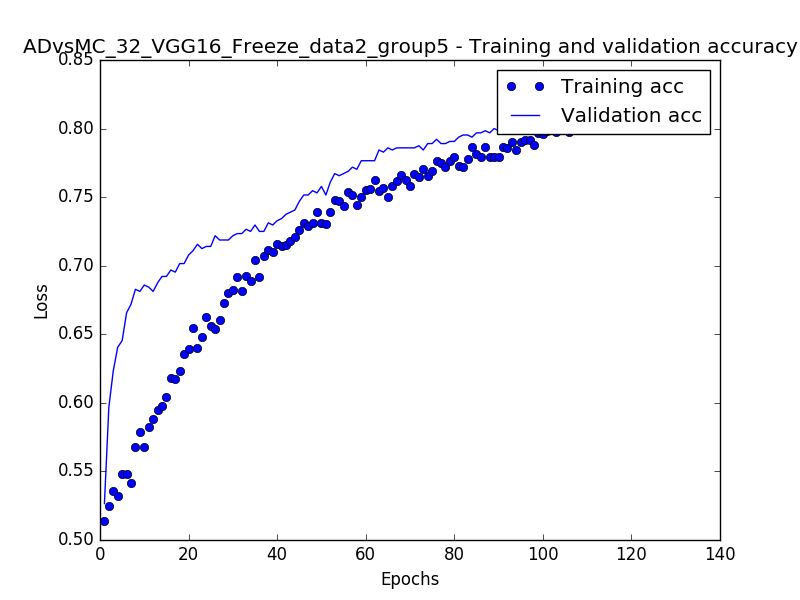 ADvsMC_32_VGG16_Freeze_data2_group5 - Training and validation accuracy
0.85
Training acc
Validation acc
0.80
0.75
0.70
0.65
0.60
0.55
0.50
Loss
0 20 40 60 80 100 120 140
Epochs